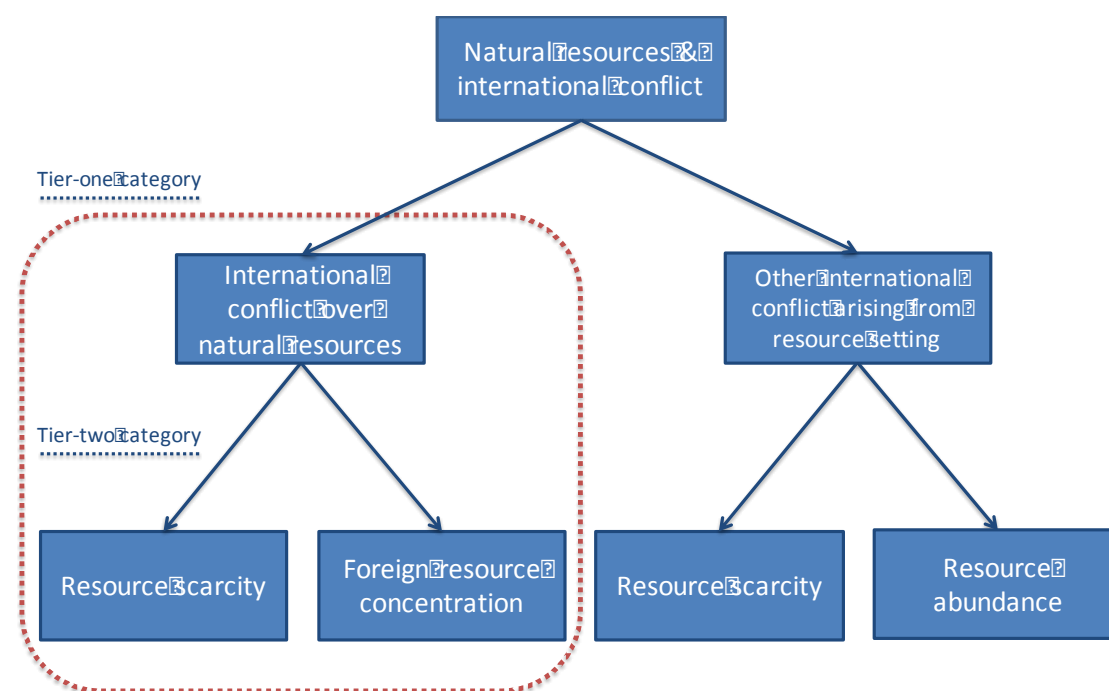 Natural resources &
international conflict
Tier-one category
International
conflict over
natural resources
Other international
conflict arising from
resource setting
Tier-two category
Resource scarcity
Foreign resource
concentration
Resource scarcity
Resource
abundance